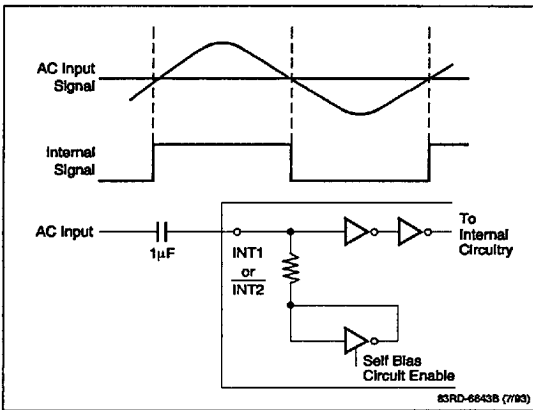 AC Input
Signal
Internal
Signal
AC Input
1µF
INT1
or
INT2
To
Internal
Circuitry
Self Bias
Circuit Enable
83RD-6843B (7/93)